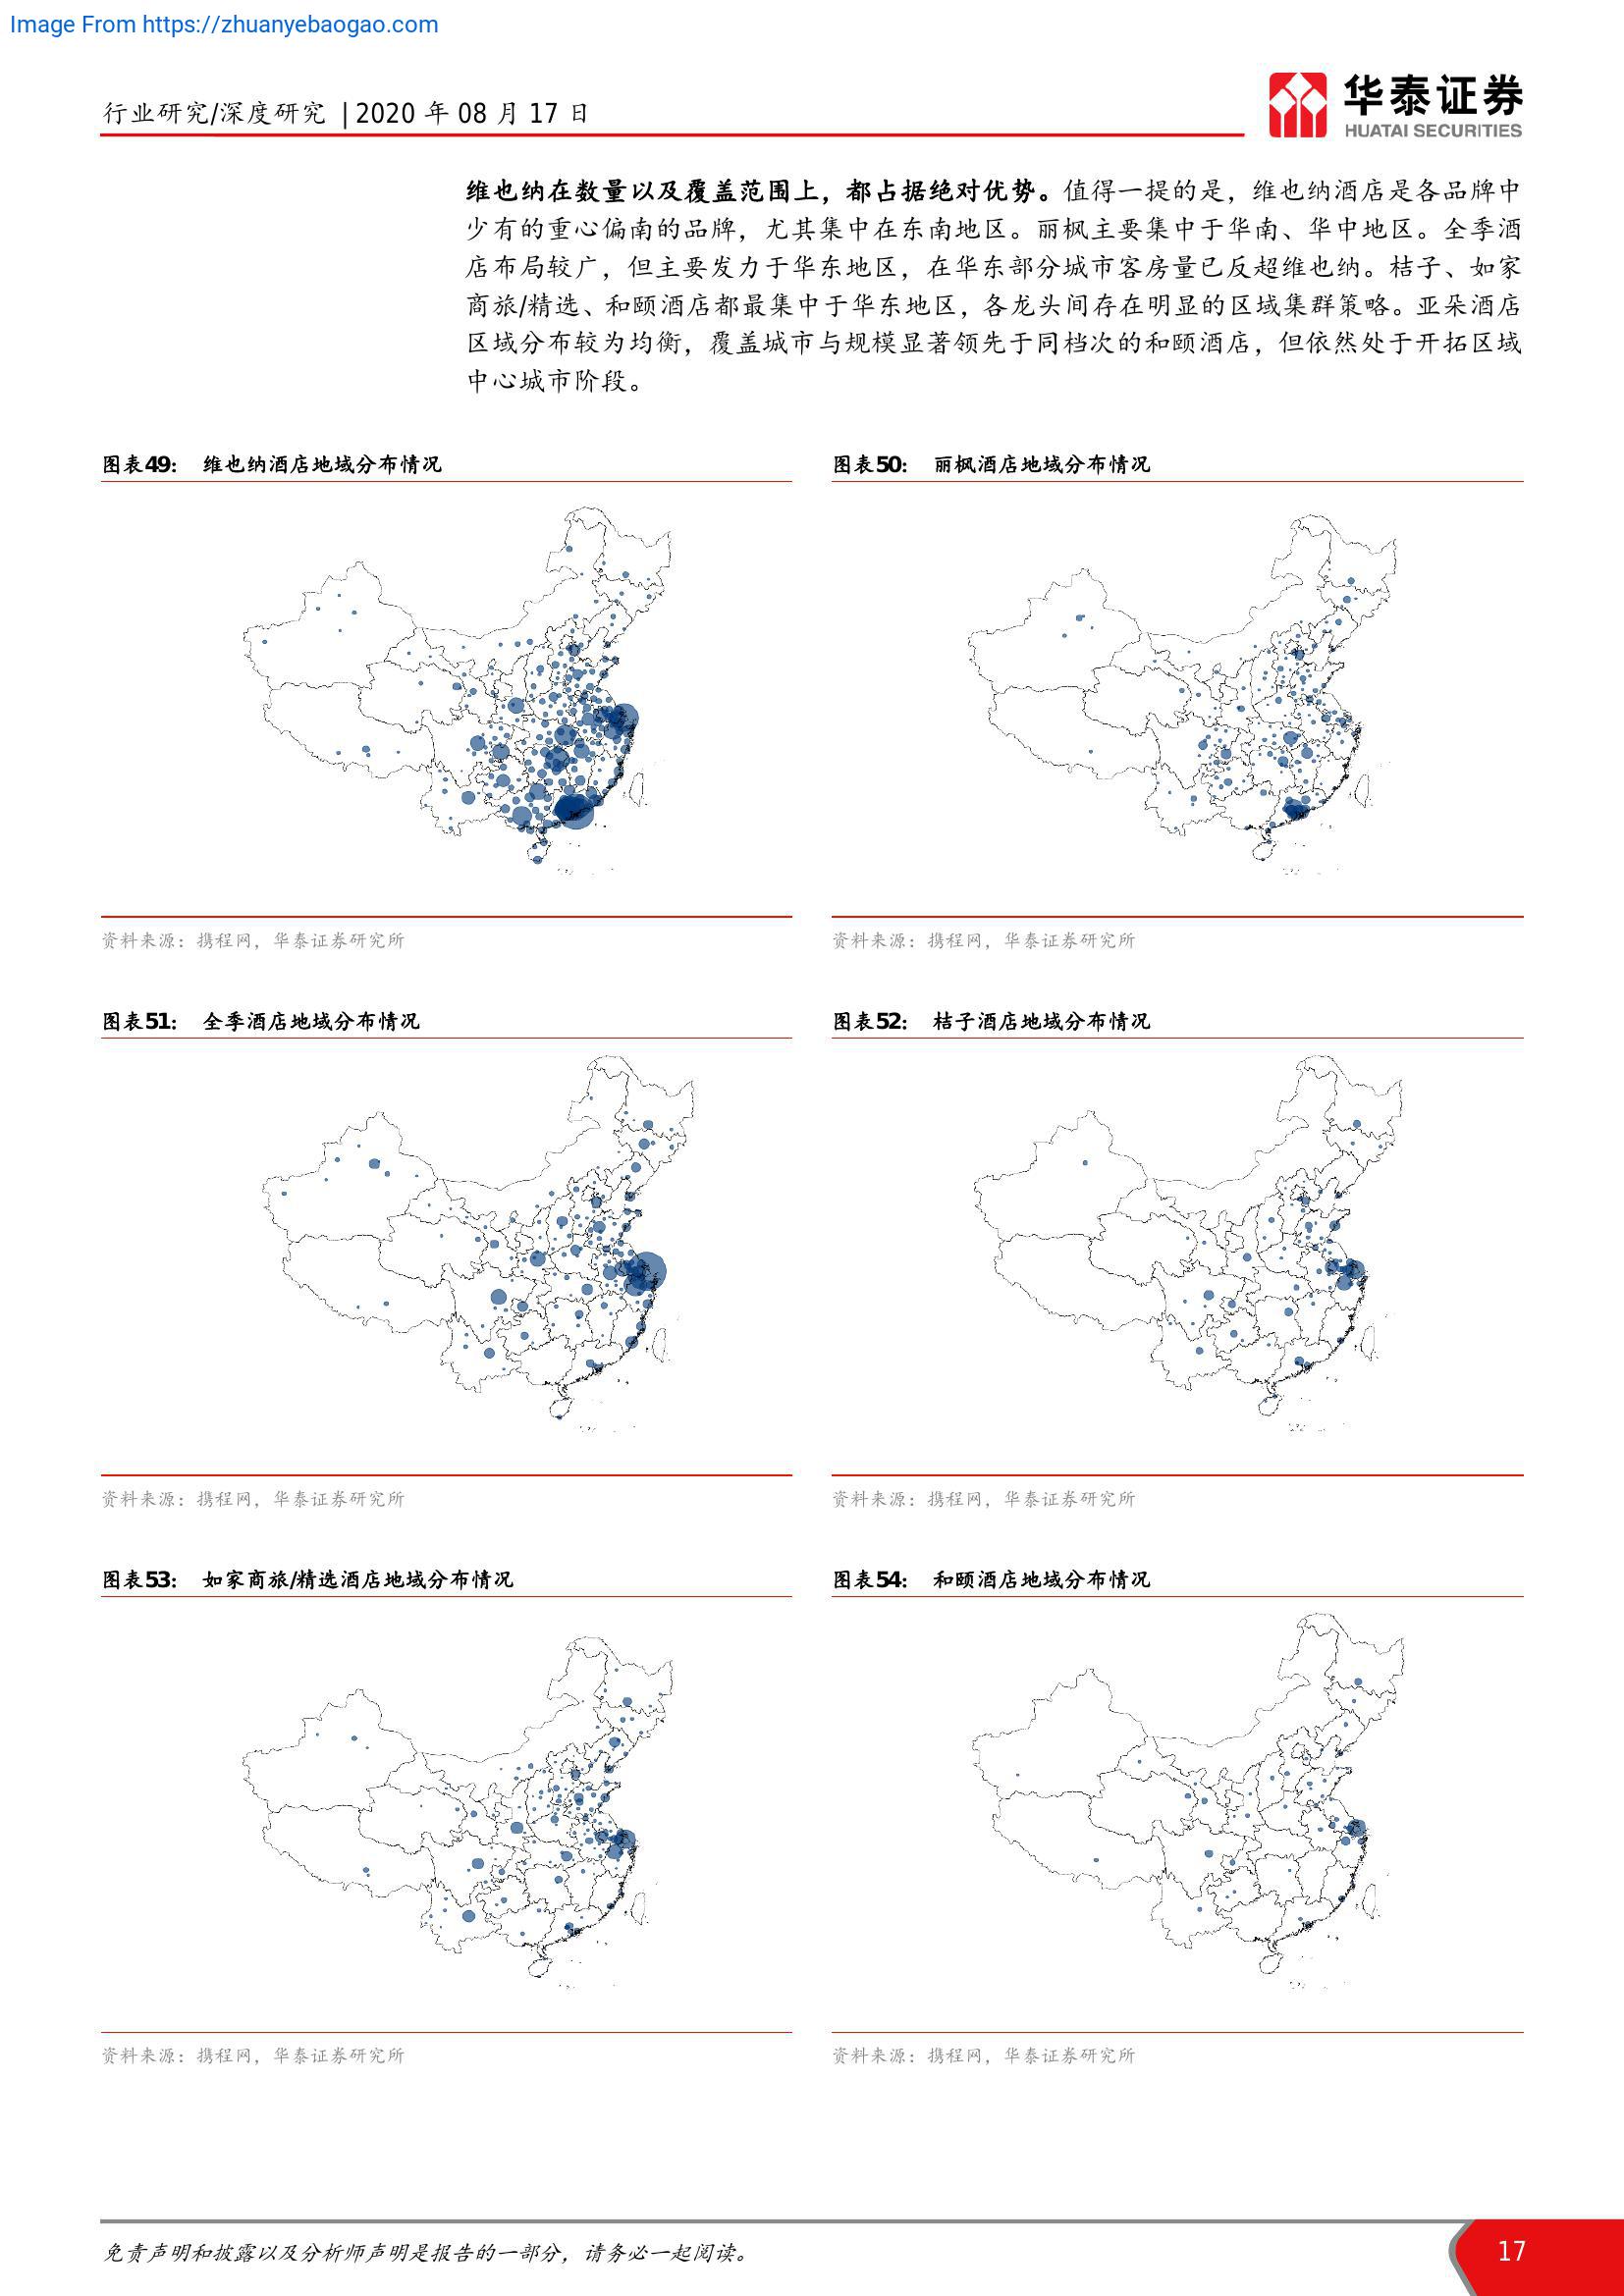 Image From https://zhuanyebaogao.com
行业研究/深度研究 | 2020 年 08 月 17 日
华泰证券
HUATAI SECURITIES
维也纳在数量以及覆盖范围上，都占据绝对优势。值得一提的是，维也纳酒店是各品牌中
少有的重心偏南的品牌，尤其集中在东南地区。丽枫主要集中于华南、华中地区。全季酒
店布局较广，但主要发力于华东地区，在华东部分城市客房量已反超维也纳。桔子、如家
商旅/精选、和颐酒店都最集中于华东地区，各龙头间存在明显的区域集群策略。亚朵酒店
区域分布较为均衡，覆盖城市与规模显著领先于同档次的和颐酒店，但依然处于开拓区域
中心城市阶段。
图表49： 维也纳酒店地域分布情况
图表50： 丽枫酒店地域分布情况
资料来源：携程网，华泰证券研究所
资料来源：携程网，华泰证券研究所
图表51： 全季酒店地域分布情况
图表52： 桔子酒店地域分布情况
资料来源：携程网，华泰证券研究所
资料来源：携程网，华泰证券研究所
图表53： 如家商旅/精选酒店地域分布情况
图表54： 和颐酒店地域分布情况
资料来源：携程网，华泰证券研究所
资料来源：携程网，华泰证券研究所
免责声明和披露以及分析师声明是报告的一部分，请务必一起阅读。
17